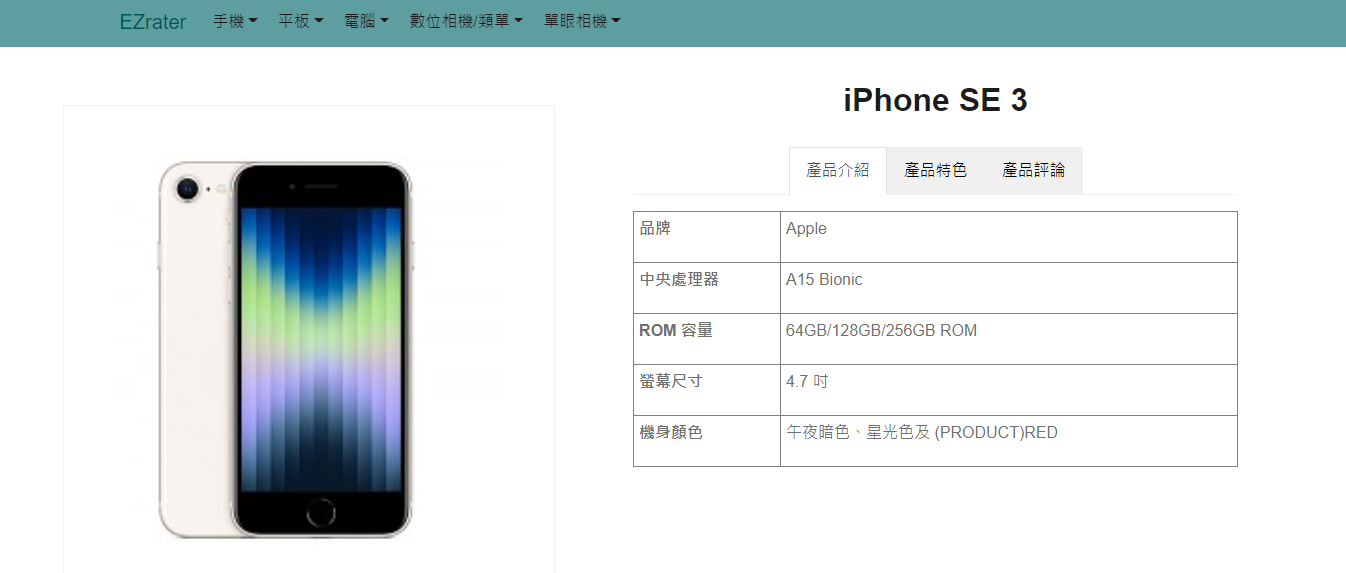 EZrater 手機 平板 電腦 數位相機/類單 單眼相機
iPhone SE 3
產品介紹 產品特色 產品評論
品牌 Apple
中央處理器 A15 Bionic
ROM 容量 64GB/128GB/256GB ROM
螢幕尺寸 4.7 吋
機身顏色 午夜暗色、星光色及 (PRODUCT)RED